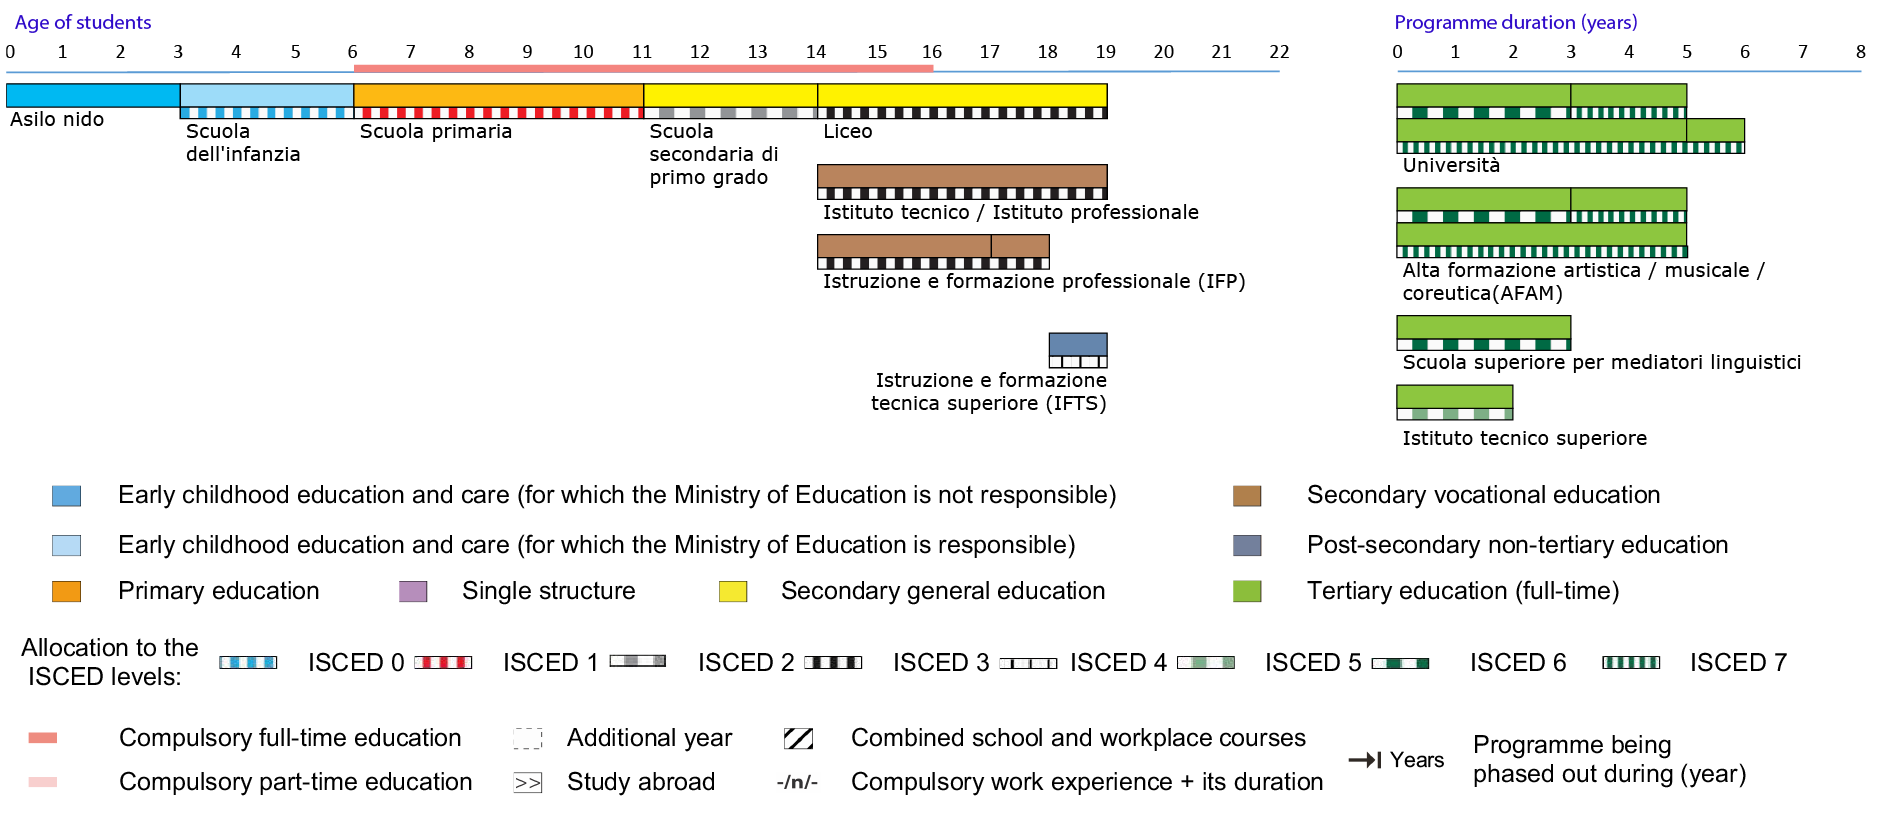 Age of students
Programme duration (years)
0 1 2 3 4 5 6 7 8 9 10 11 12 13 14 15 16 17 18 19 20 21 22
0 1 2 3 4 5 6 7 8
Asilo nido
Scuola
dell'infanzia
Scuola primaria
Scuola
secondaria di
primo grado
Liceo
Istituto tecnico / Istituto professionale
Istruzione e formazione professionale (IFP)
Istruzione e formazione
tecnica superiore (IFTS)
Università
Alta formazione artistica / musicale /
coreutica(AFAM)
Scuola superiore per mediatori linguistici
Istituto tecnico superiore
Early childhood education and care (for which the Ministry of Education is not responsible)
Secondary vocational education
Early childhood education and care (for which the Ministry of Education is responsible)
Post-secondary non-tertiary education
Primary education
Single structure
Secondary general education
Tertiary education (full-time)
Allocation to the
ISCED levels:
ISCED 0
ISCED 1
ISCED 2
ISCED 3
ISCED 4
ISCED 5
ISCED 6
ISCED 7
Compulsory full-time education
Additional year
Combined school and workplace courses
Years
Programme being
phased out during (year)
Compulsory part-time education
>> Study abroad
-/n/- Compulsory work experience + its duration